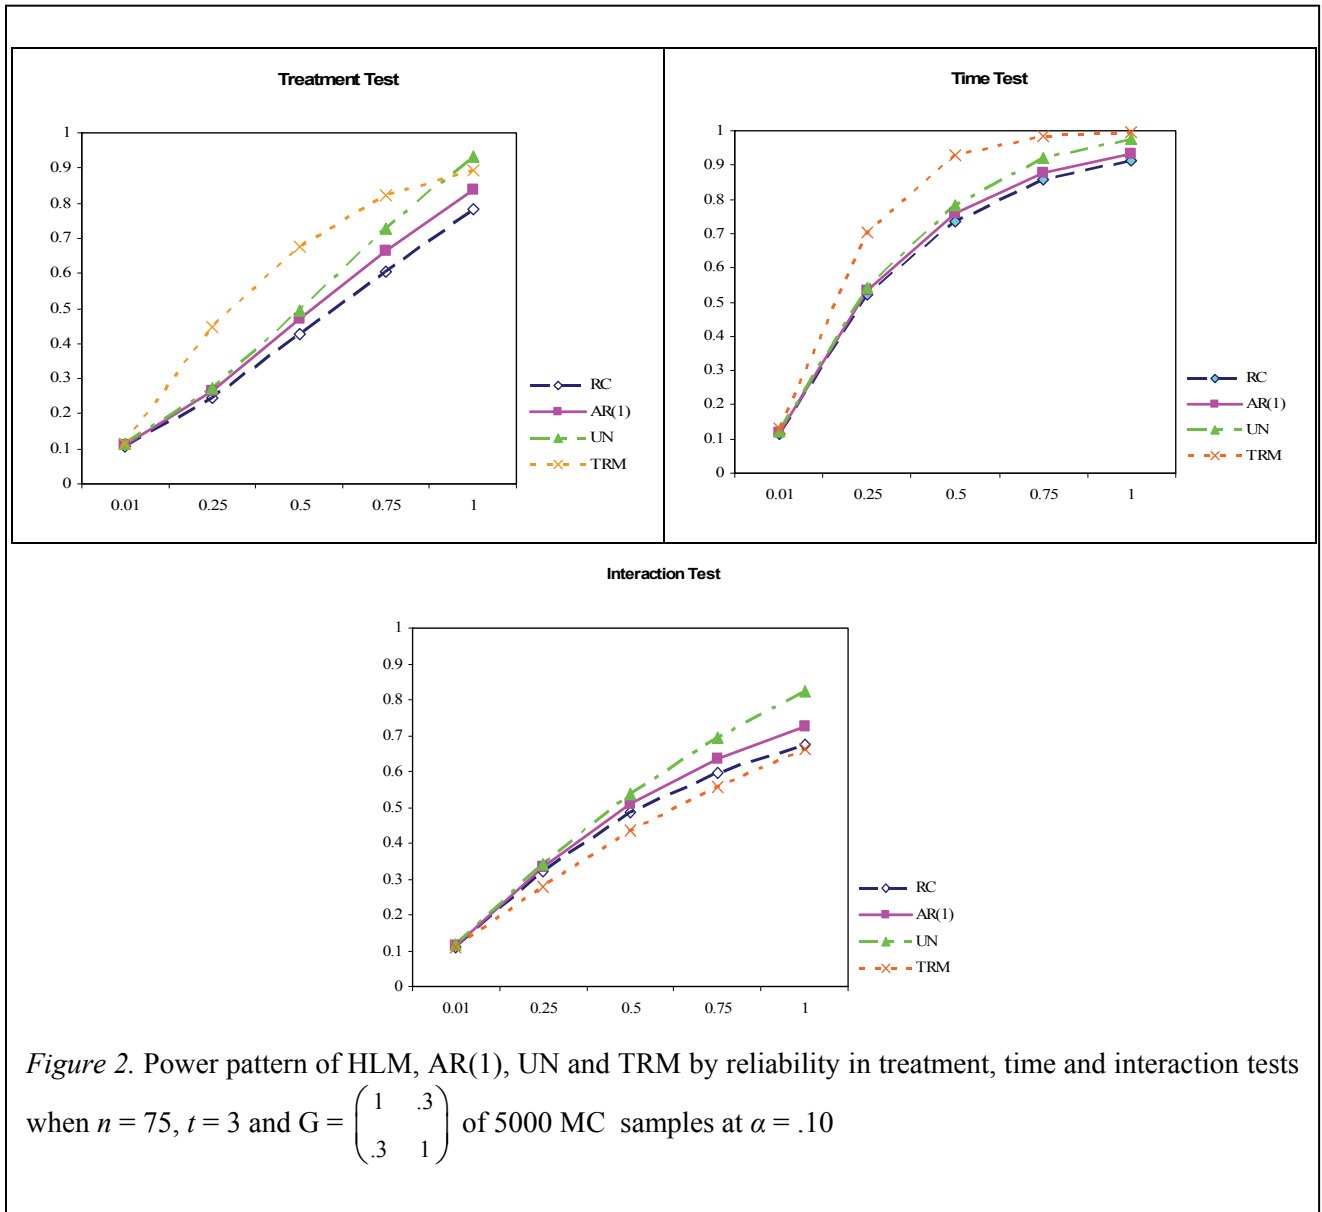 Treatment Test
1
0.9
0.8
0.7
0.6
0.5
0.4
0.3
0.2
0.1
0
0.01 0.25 0.5 0.75 1
RC
AR(1)
UN
TRM
Time Test
1
0.9
0.8
0.7
0.6
0.5
0.4
0.3
0.2
0.1
0
0.01 0.25 0.5 0.75 1
RC
AR(1)
UN
TRM
Interaction Test
1
0.9
0.8
0.7
0.6
0.5
0.4
0.3
0.2
0.1
0
0.01 0.25 0.5 0.75 1
RC
AR(1)
UN
TRM
Figure 2. Power pattern of HLM, AR(1), UN and TRM by reliability in treatment, time and interaction tests
when n = 75, t = 3 and G = (1 .3
.3 1) of 5000 MC samples at α = .10